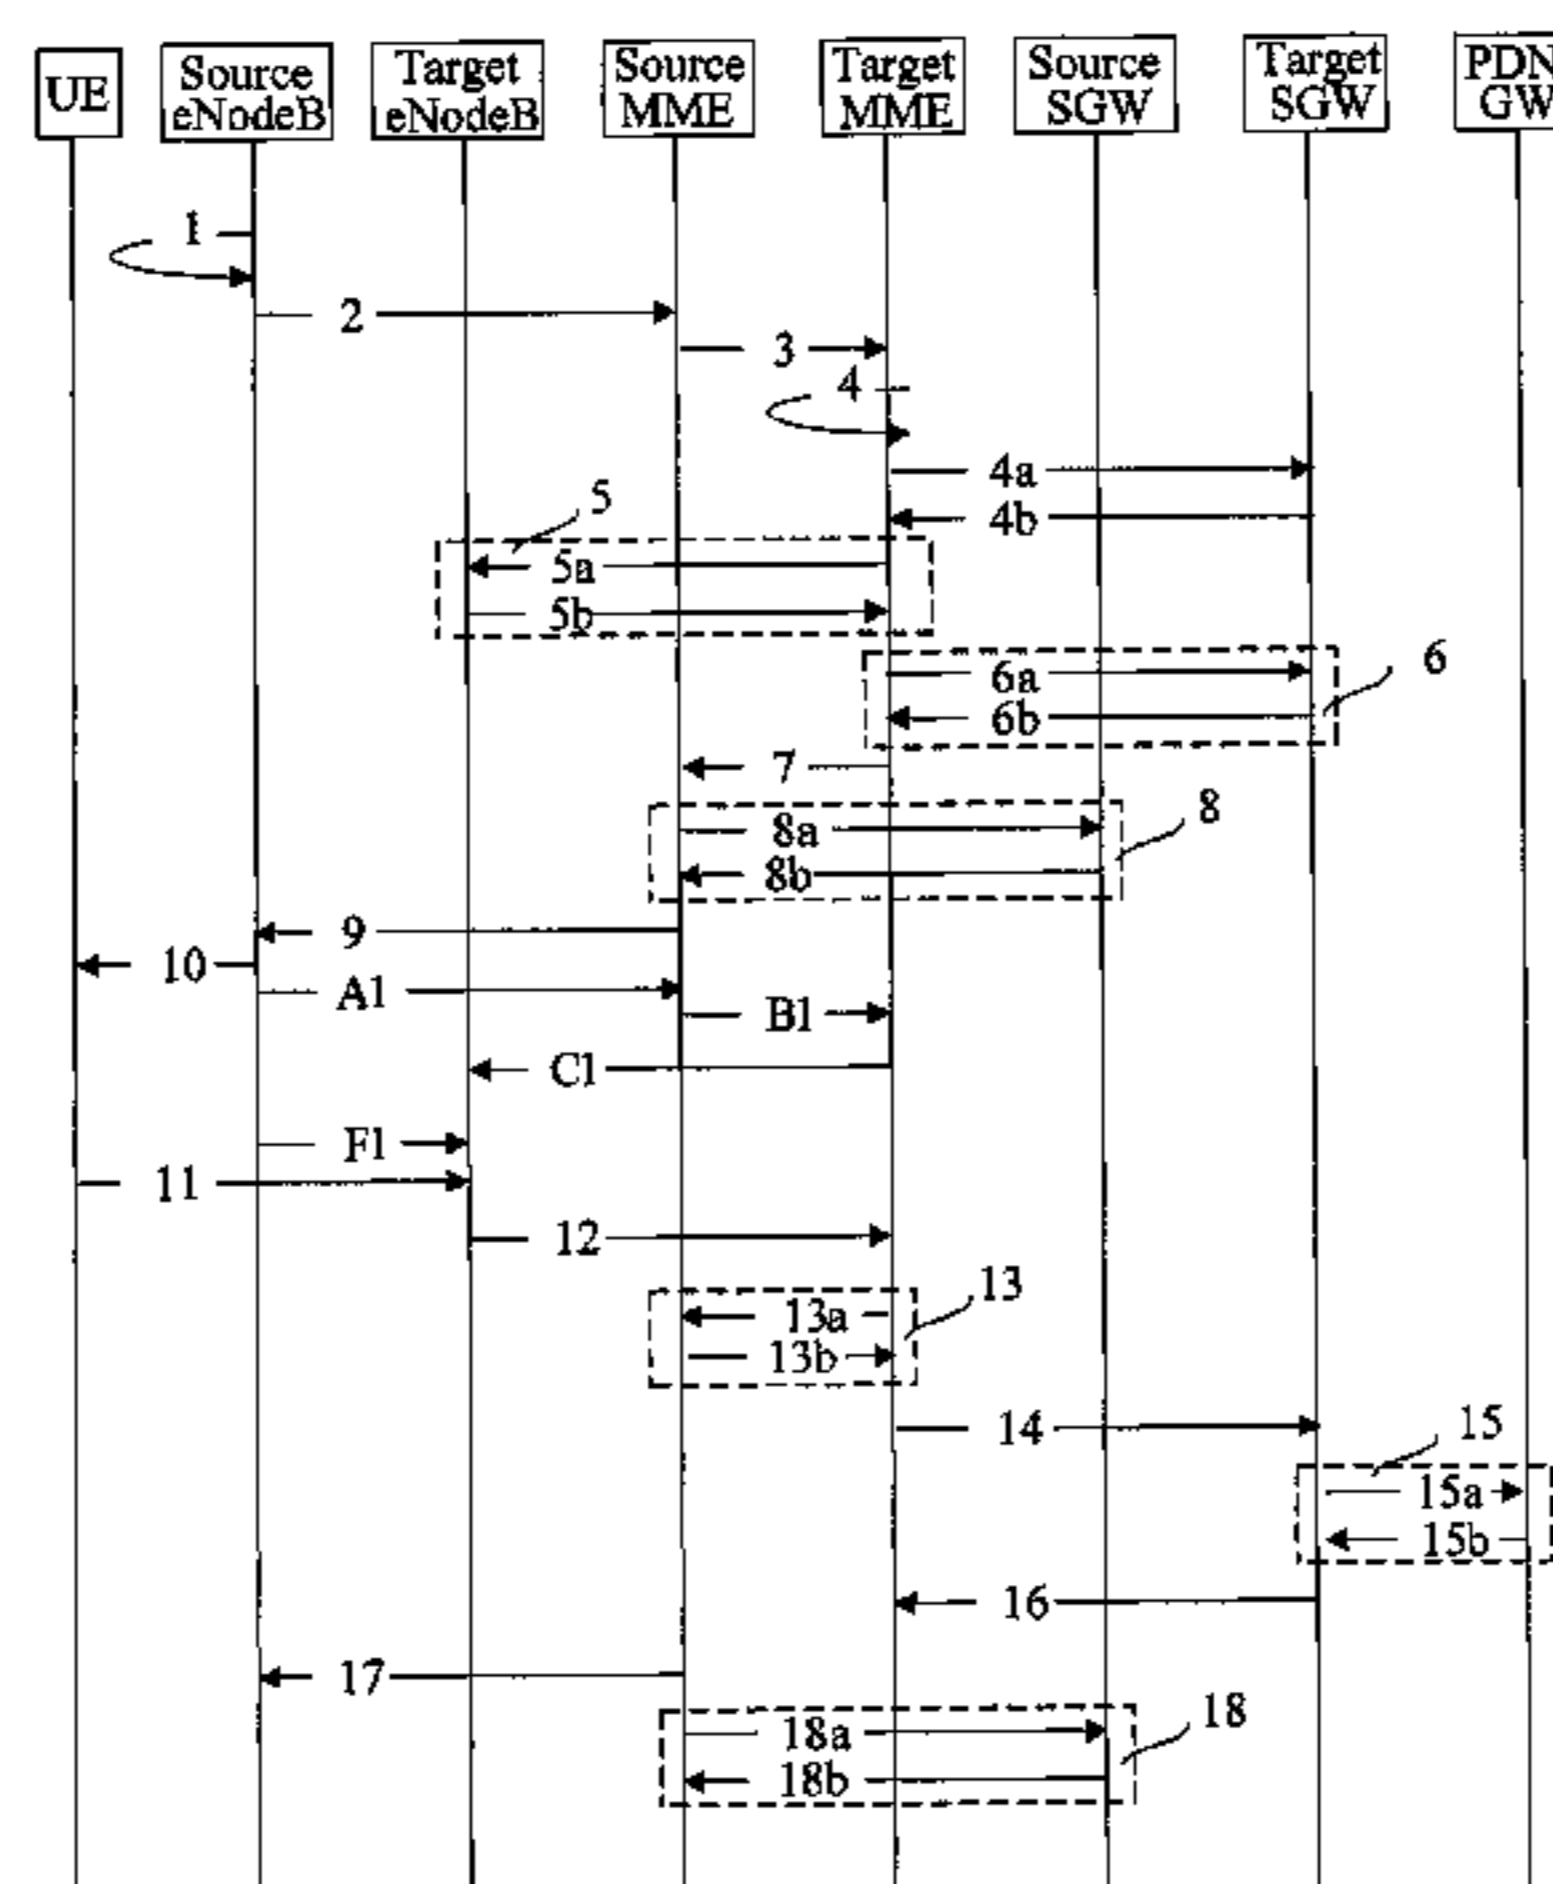 UE
Source
eNodeB
Target
eNodeB
Source
MME
Target
MME
Source
SGW
Target
SGW
PDN
GW
1
2
3
4
4a
4b
5
5a
5b
6
6a
6b
7
8
8a
8b
9
10
A1
B1
C1
F1
11
12
13
13a
13b
14
15
15a
15b
16
17
18
18a
18b